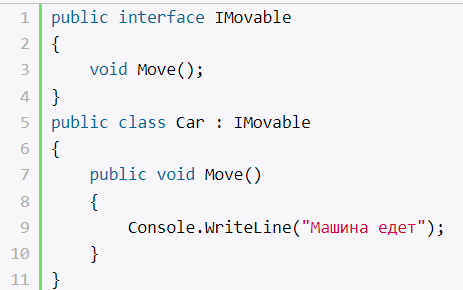 1 public interface IMovable
2 {
3     void Move();
4 }
5 public class Car : IMovable
6 {
7     public void Move()
8     {
9         Console.WriteLine("Машина едет");
10     }
11 }